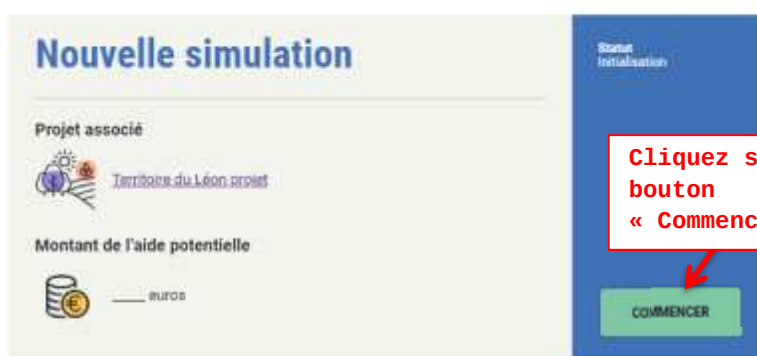 Nouvelle simulation
Statut
Initialisation
Projet associé
Territoire du Léon projet
Cliquez s
bouton
« Commenc
Montant de l'aide potentielle
____ euros
COMMENCER